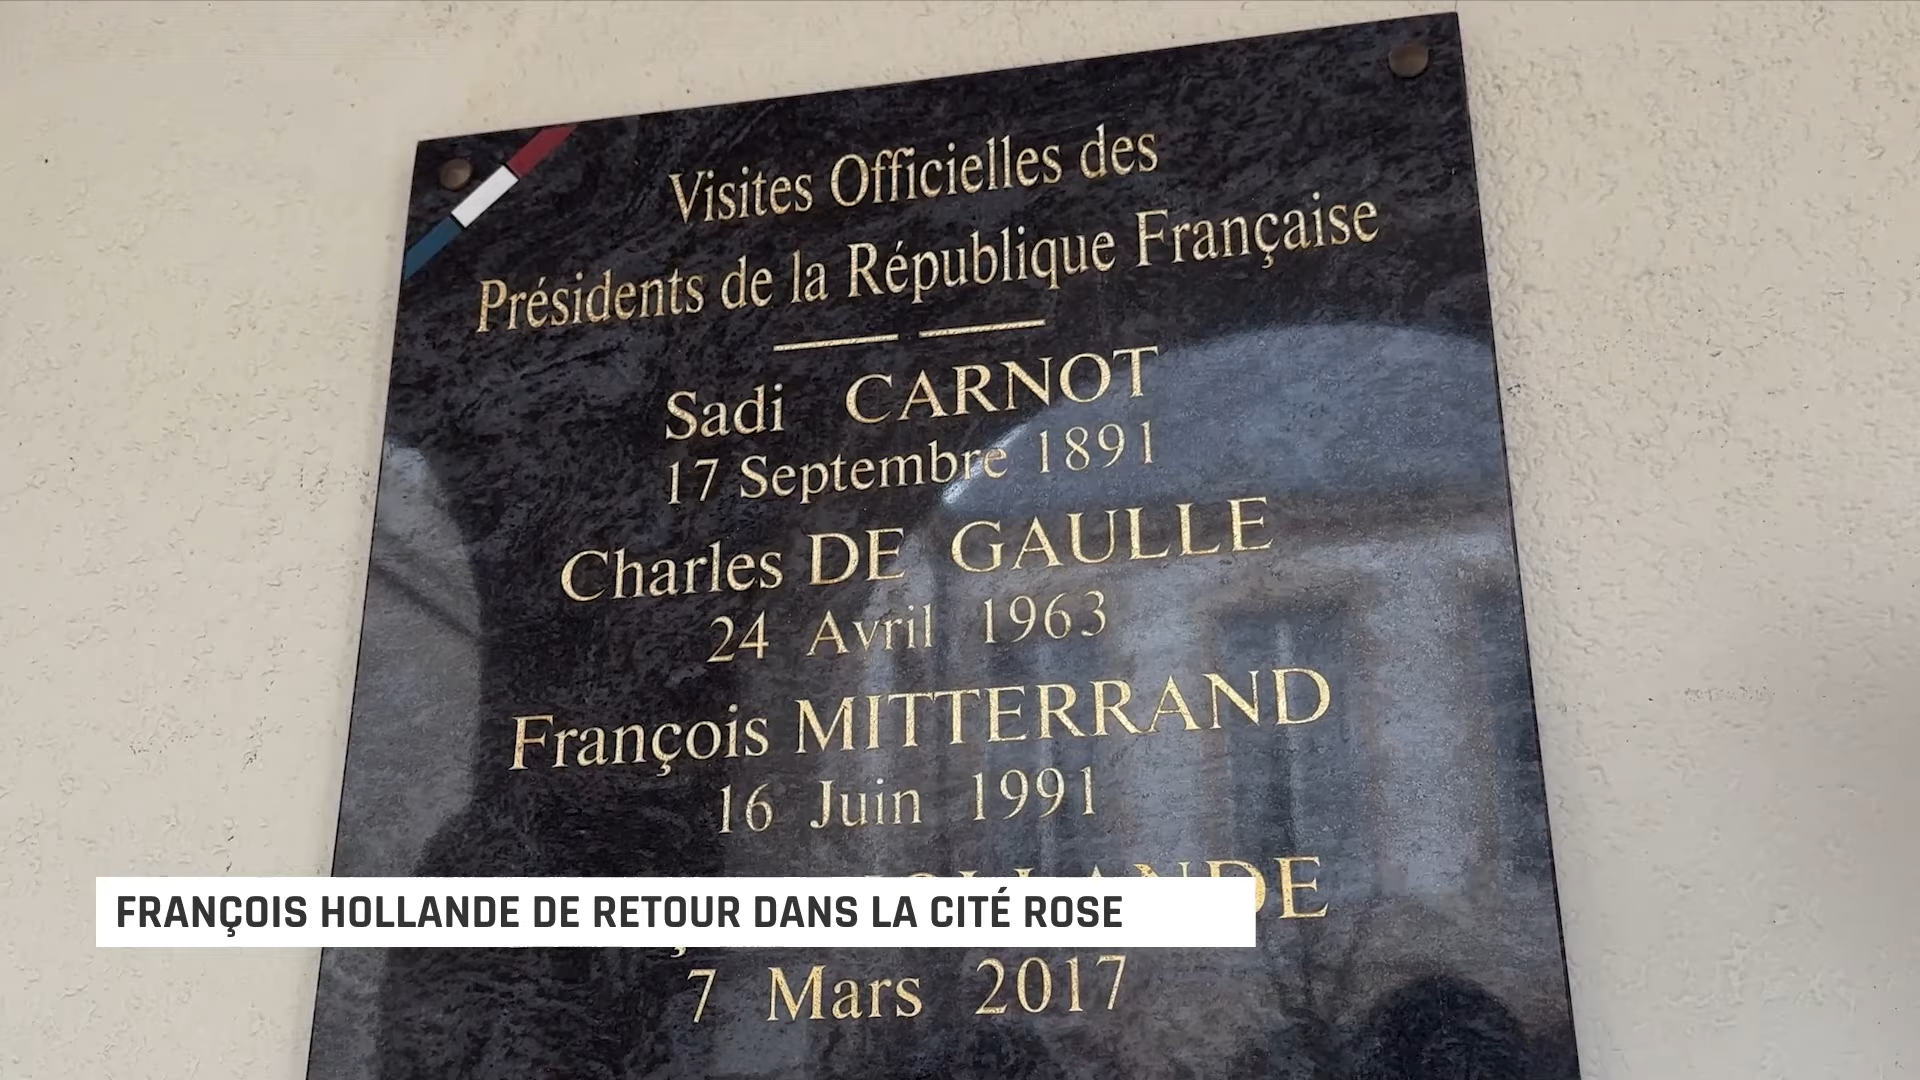 Visites Officielles des
Présidents de la République Française
Sadi CARNOT
17 Septembre 1891
Charles DE GAULLE
24 Avril 1963
François MITTERRAND
16 Juin 1991
HOLLANDE
FRANÇOIS HOLLANDE DE RETOUR DANS LA CITÉ ROSE
7 Mars 2017